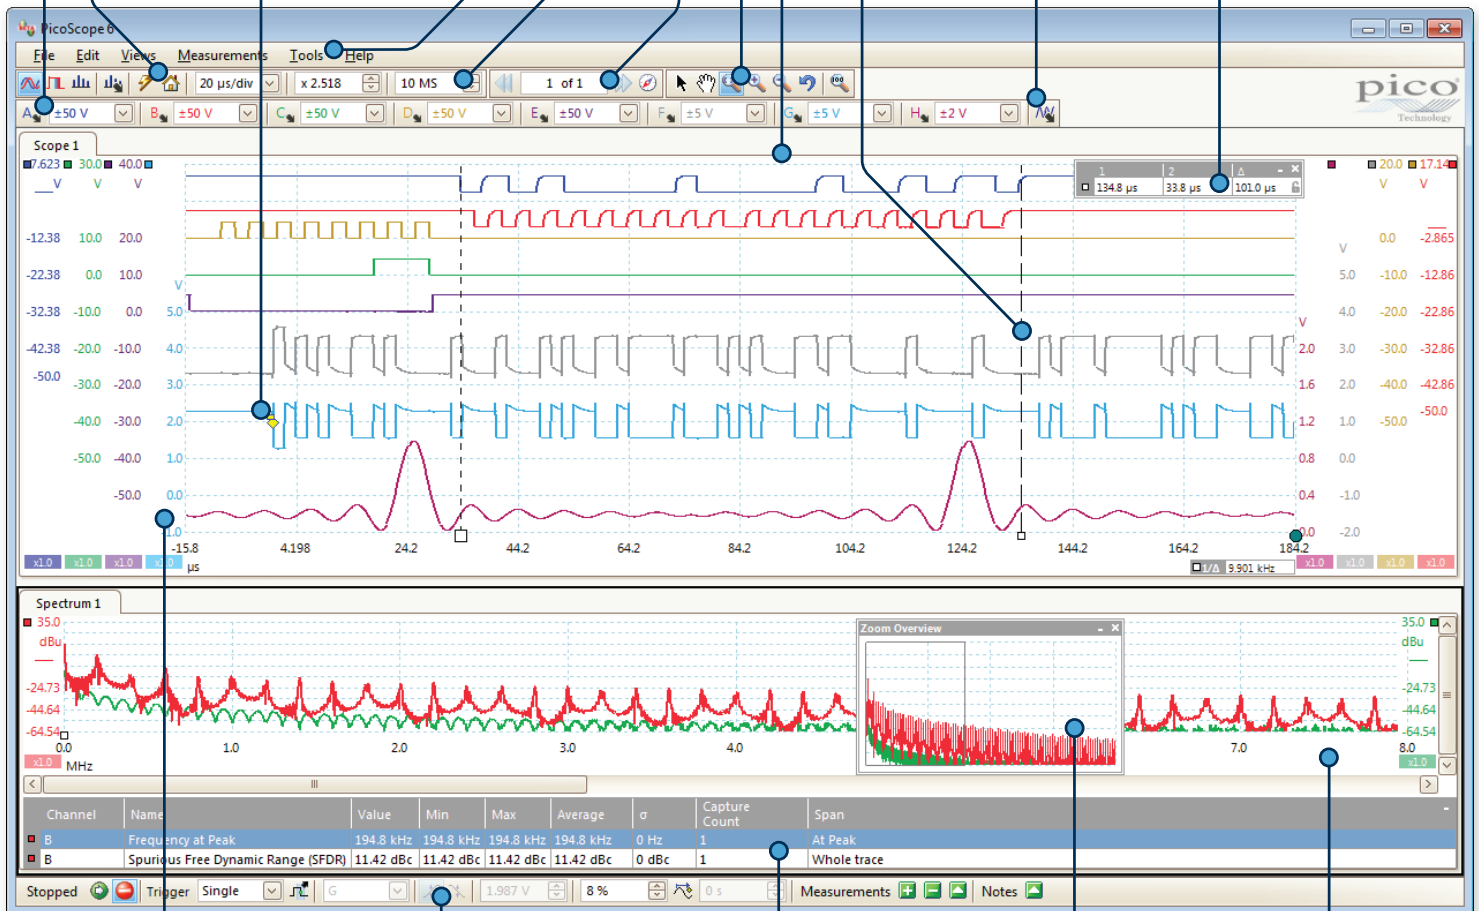 PicoScope 6
File Edit Views Measurements Tools Help
20 µs/div x 2.518 10 MS 1 of 1
pico
Technology
A ±50 V B ±50 V C ±50 V D ±50 V E ±50 V F ±5 V G ±5 V H ±2 V
Scope 1
7.623 30.0 40.0 20.0 17.14
V V V V V
1 2 Δ
134.8 µs 33.8 µs 101.0 µs
-12.38 10.0 20.0 0.0 -2.865
V
-22.38 0.0 10.0 5.0 -10.0 -12.86
V
-32.38 -10.0 0.0 5.0 4.0 -20.0 -22.86
V
-42.38 -20.0 -10.0 4.0 2.0 3.0 -30.0 -32.86
-50.0
-30.0 -20.0 3.0 1.6 2.0 -40.0 -42.86
-50.0
-40.0 -30.0 2.0 1.2 1.0 -50.0
-50.0 -40.0 1.0 0.8 0.0
-50.0 0.0 0.4 -1.0
-1.0 0.0 -2.0
-15.8 4.198 24.2 44.2 64.2 84.2 104.2 124.2 144.2 164.2 184.2
x1.0 x1.0 x1.0 x1.0 µs 1/Δ 9.901 kHz x1.0 x1.0 x1.0 x1.0
Spectrum 1
35.0 Zoom Overview 35.0
dBu dBu
-24.73 -24.73
-44.64 -44.64
-64.54 -64.54
0.0 1.0 2.0 3.0 4.0 7.0 8.0
x1.0 MHz x1.0
Channel Name Value Min Max Average σ Capture Count Span
B Frequency at Peak 194.8 kHz 194.8 kHz 194.8 kHz 194.8 kHz 0 Hz 1 At Peak
B Spurious Free Dynamic Range (SFDR) 11.42 dBc 11.42 dBc 11.42 dBc 11.42 dBc 0 dBc 1 Whole trace
Stopped Trigger Single G 1.987 V 8 % 0 s Measurements Notes